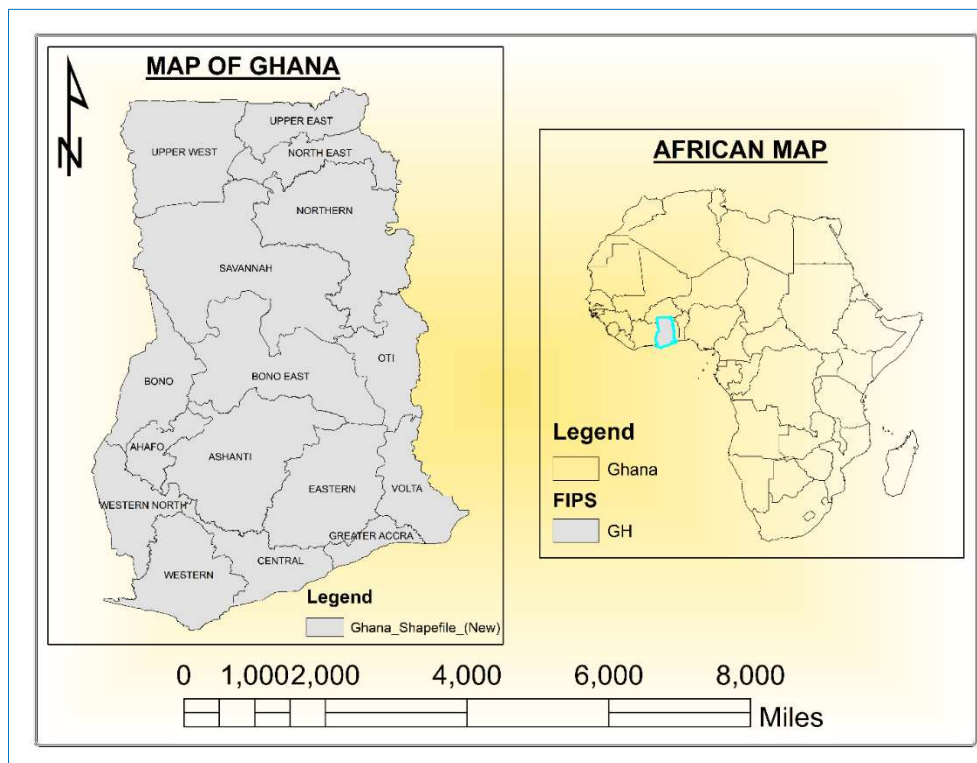 MAP OF GHANA
N
UPPER EAST
UPPER WEST
NORTH EAST
NORTHERN
SAVANNAH
OTI
BONO
BONO EAST
AHAFO
ASHANTI
EASTERN
VOLTA
WESTERN NORTH
GREATER ACCRA
CENTRAL
WESTERN
Legend
Ghana_Shapefile_(New)
AFRICAN MAP
Legend
Ghana
FIPS
GH
0 1,000 2,000 4,000 6,000 8,000
Miles